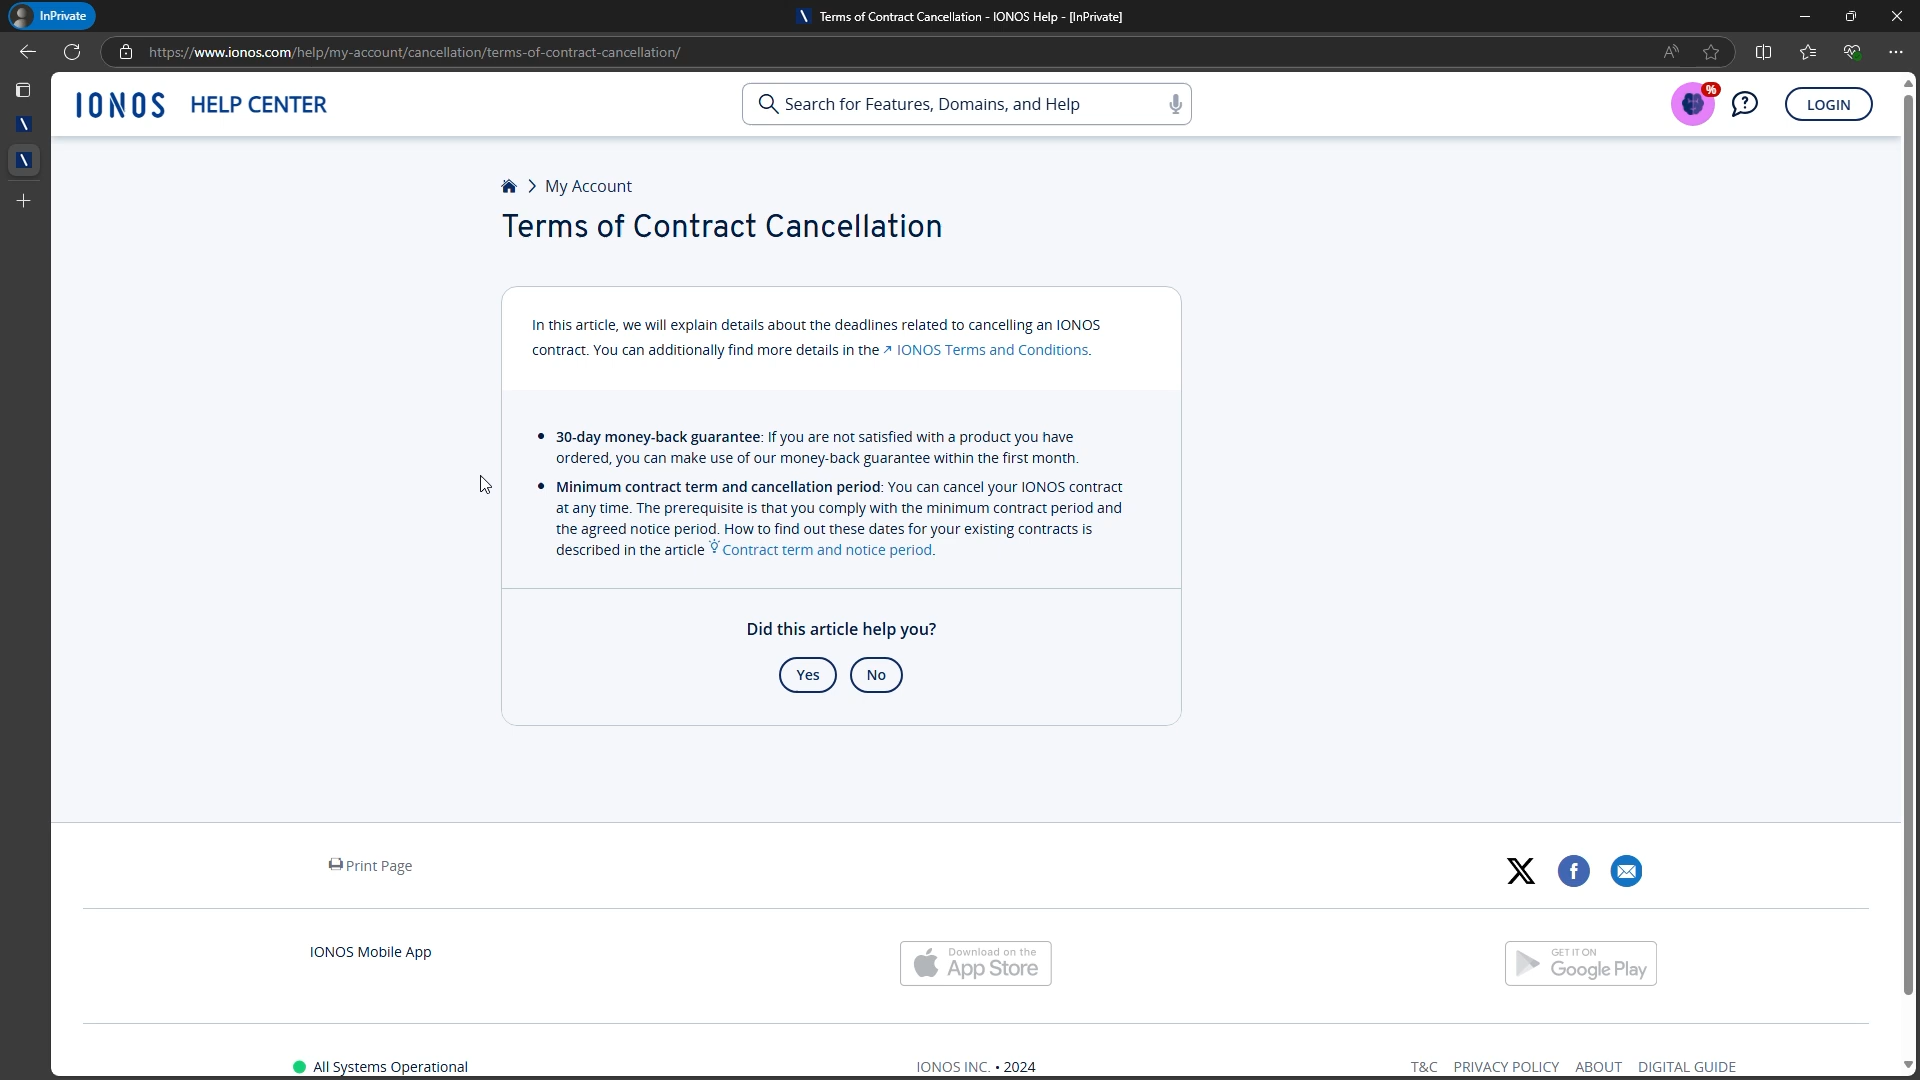 InPrivate
Terms of Contract Cancellation - IONOS Help - [InPrivate]
https://www.ionos.com/help/my-account/cancellation/terms-of-contract-cancellation/
IONOS HELP CENTER
Search for Features, Domains, and Help
%
LOGIN
My Account
Terms of Contract Cancellation
In this article, we will explain details about the deadlines related to cancelling an IONOS
contract. You can additionally find more details in the IONOS Terms and Conditions.
• 30-day money-back guarantee: If you are not satisfied with a product you have
ordered, you can make use of our money-back guarantee within the first month.
• Minimum contract term and cancellation period: You can cancel your IONOS contract
at any time. The prerequisite is that you comply with the minimum contract period and
the agreed notice period. How to find out these dates for your existing contracts is
described in the article Contract term and notice period.
Did this article help you?
Yes No
Print Page
IONOS Mobile App
Download on the
App Store
GET IT ON
Google Play
All Systems Operational
IONOS INC. • 2024
T&C PRIVACY POLICY ABOUT DIGITAL GUIDE